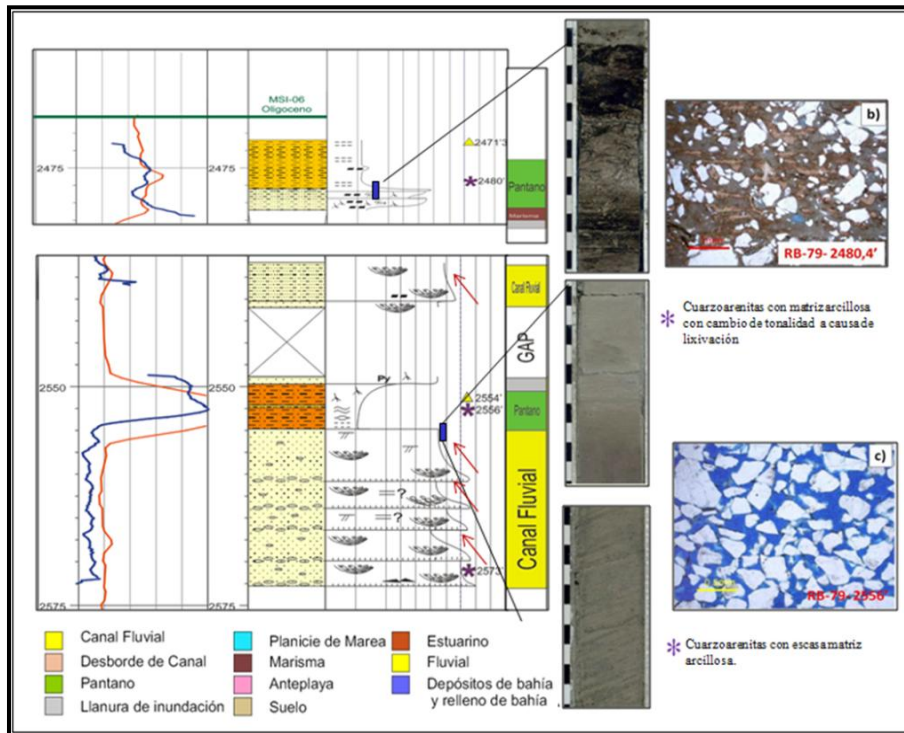 MSI-06
Oligoceno
2475
2475
2471'3
2480'
Pantano
Marisma
b)
RB-79- 2480,4'
* Cuarzoarenitas con matriz arcillosa
con cambio de tonalidad a causa de
lixivación
Canal Fluvial
GAP
2550
2550
Py
2554'
2556'
Pantano
=?
=?
Canal Fluvial
2573'
2575
2575
c)
RB-79- 2556
* Cuarzoarenitas con escasa matriz
arcillosa.
Canal Fluvial
Desborde de Canal
Pantano
Llanura de inundación
Planicie de Marea
Marisma
Anteplaya
Suelo
Estuarino
Fluvial
Depósitos de bahía
y relleno de bahía